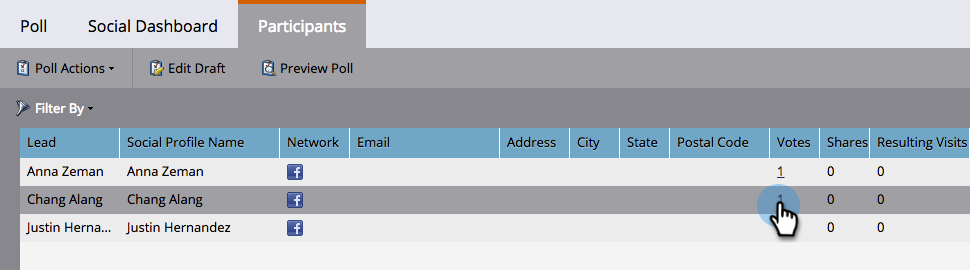 Poll Social Dashboard Participants
Poll Actions Edit Draft Preview Poll
Filter By
Lead Social Profile Name Network Email Address City State Postal Code Votes Shares Resulting Visits
Anna Zeman Anna Zeman 1 0 0
Chang Alang Chang Alang 1 0 0
Justin Herna... Justin Hernandez 0 0